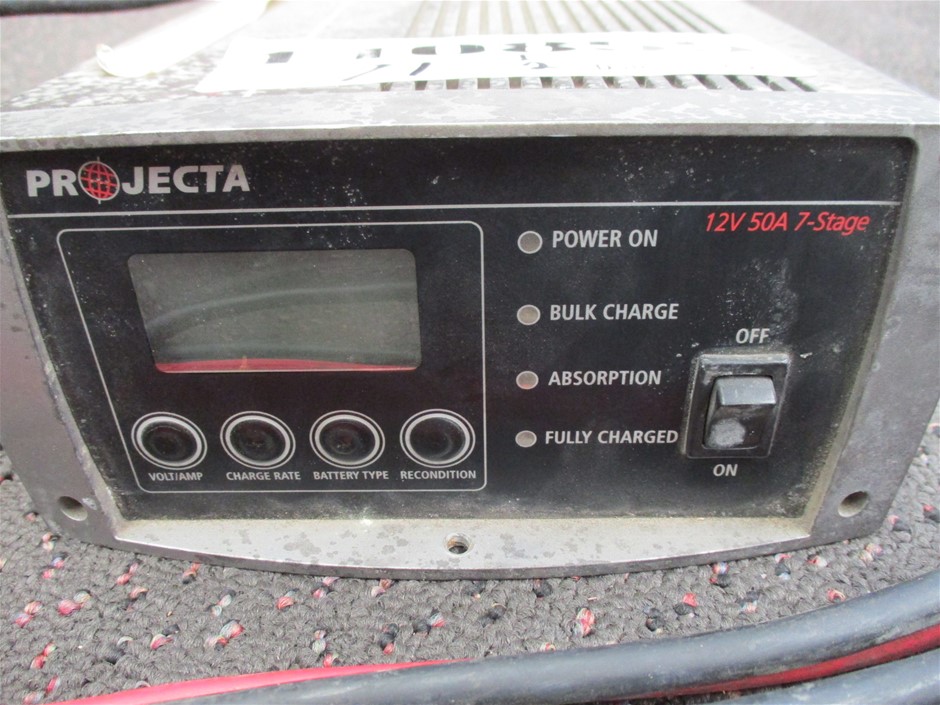 PROJECTA
12V 50A 7-Stage
POWER ON
BULK CHARGE
ABSORPTION
FULLY CHARGED
OFF
ON
VOLT/AMP
CHARGE RATE
BATTERY TYPE
RECONDITION